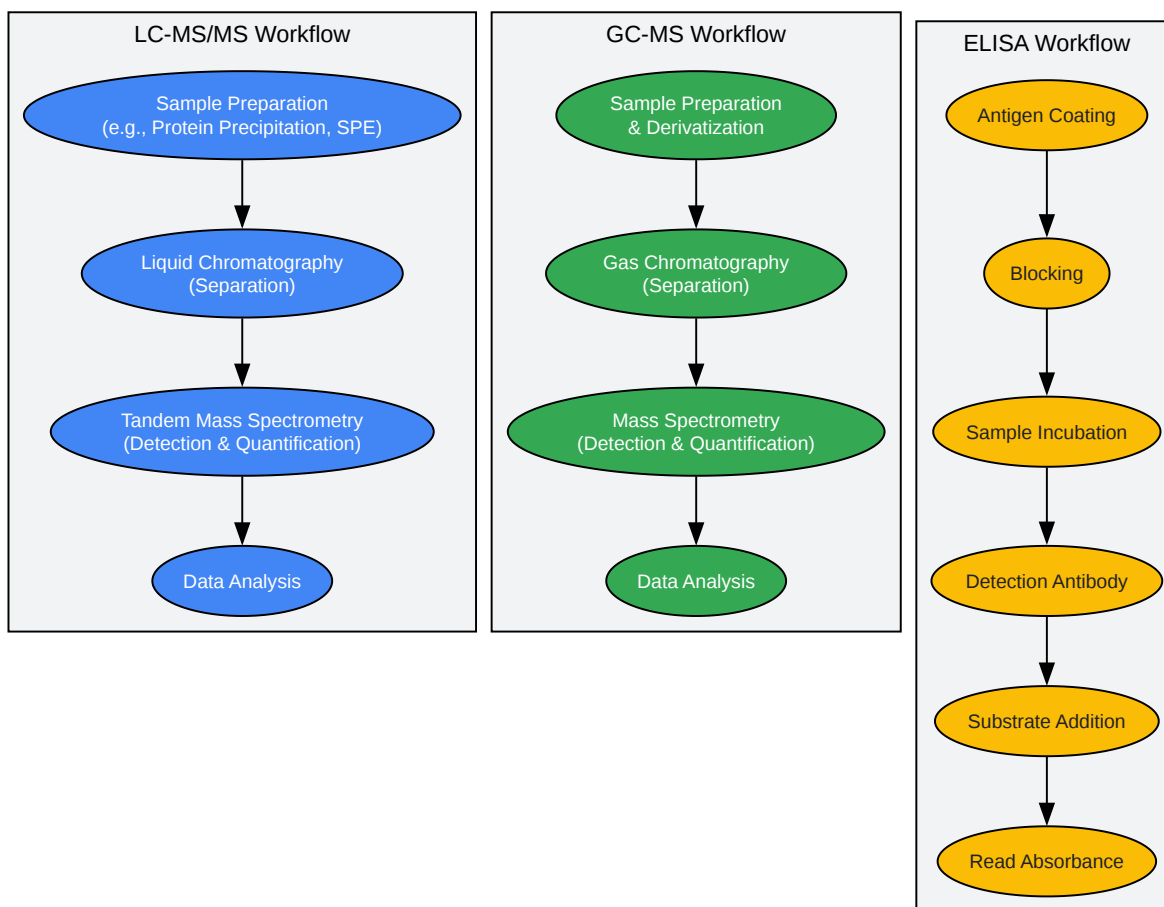 LC-MS/MS Workflow
Sample Preparation
(e.g., Protein Precipitation, SPE)
Liquid Chromatography
(Separation)
Tandem Mass Spectrometry
(Detection & Quantification)
Data Analysis
GC-MS Workflow
Sample Preparation
& Derivatization
Gas Chromatography
(Separation)
Mass Spectrometry
(Detection & Quantification)
Data Analysis
ELISA Workflow
Antigen Coating
Blocking
Sample Incubation
Detection Antibody
Substrate Addition
Read Absorbance